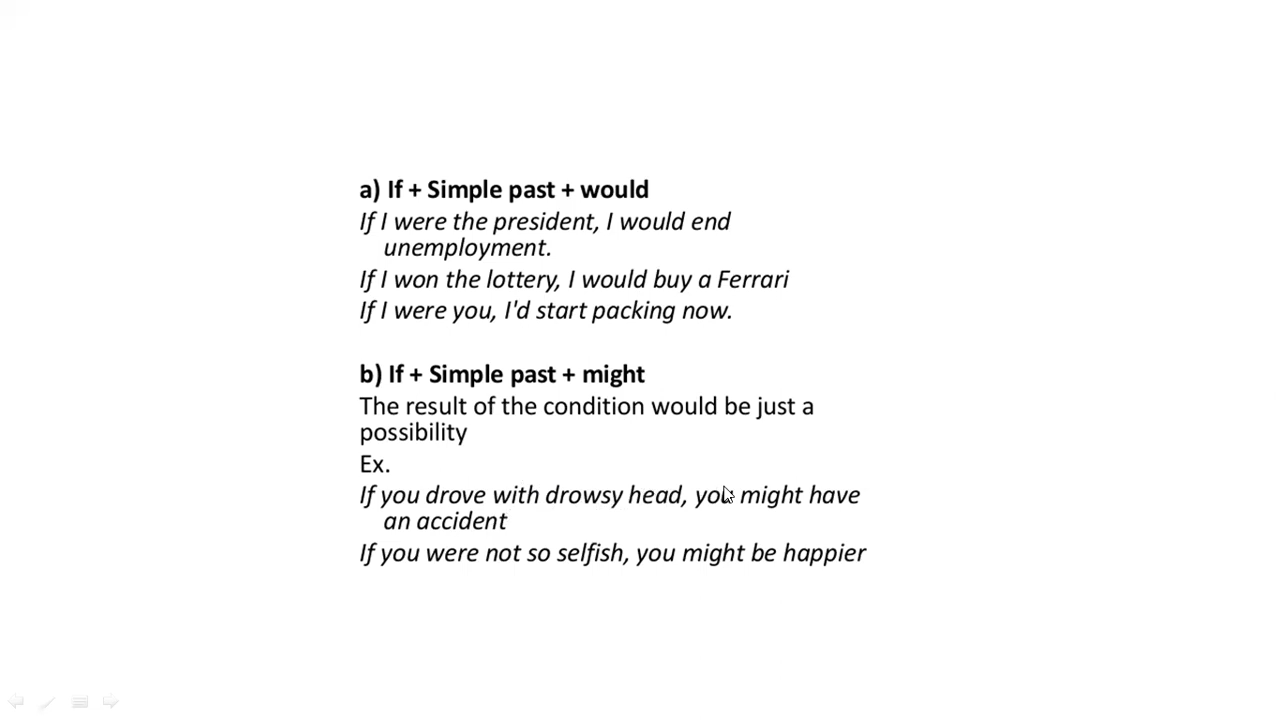 a) If + Simple past + would
If I were the president, I would end
unemployment.
If I won the lottery, I would buy a Ferrari
If I were you, I'd start packing now.
b) If + Simple past + might
The result of the condition would be just a
possibility
Ex.
If you drove with drowsy head, you might have
an accident
If you were not so selfish, you might be happier